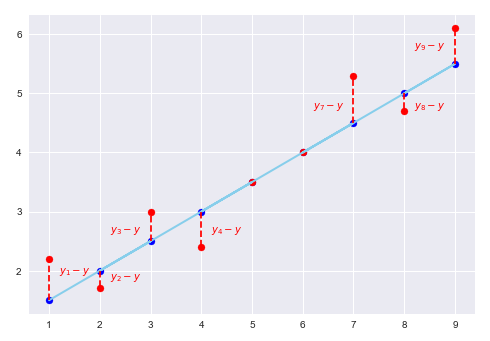 6
5
4
3
2
y₉ − y
y₇ − y
y₈ − y
y₃ − y
y₄ − y
y₁ − y
y₂ − y
1 2 3 4 5 6 7 8 9